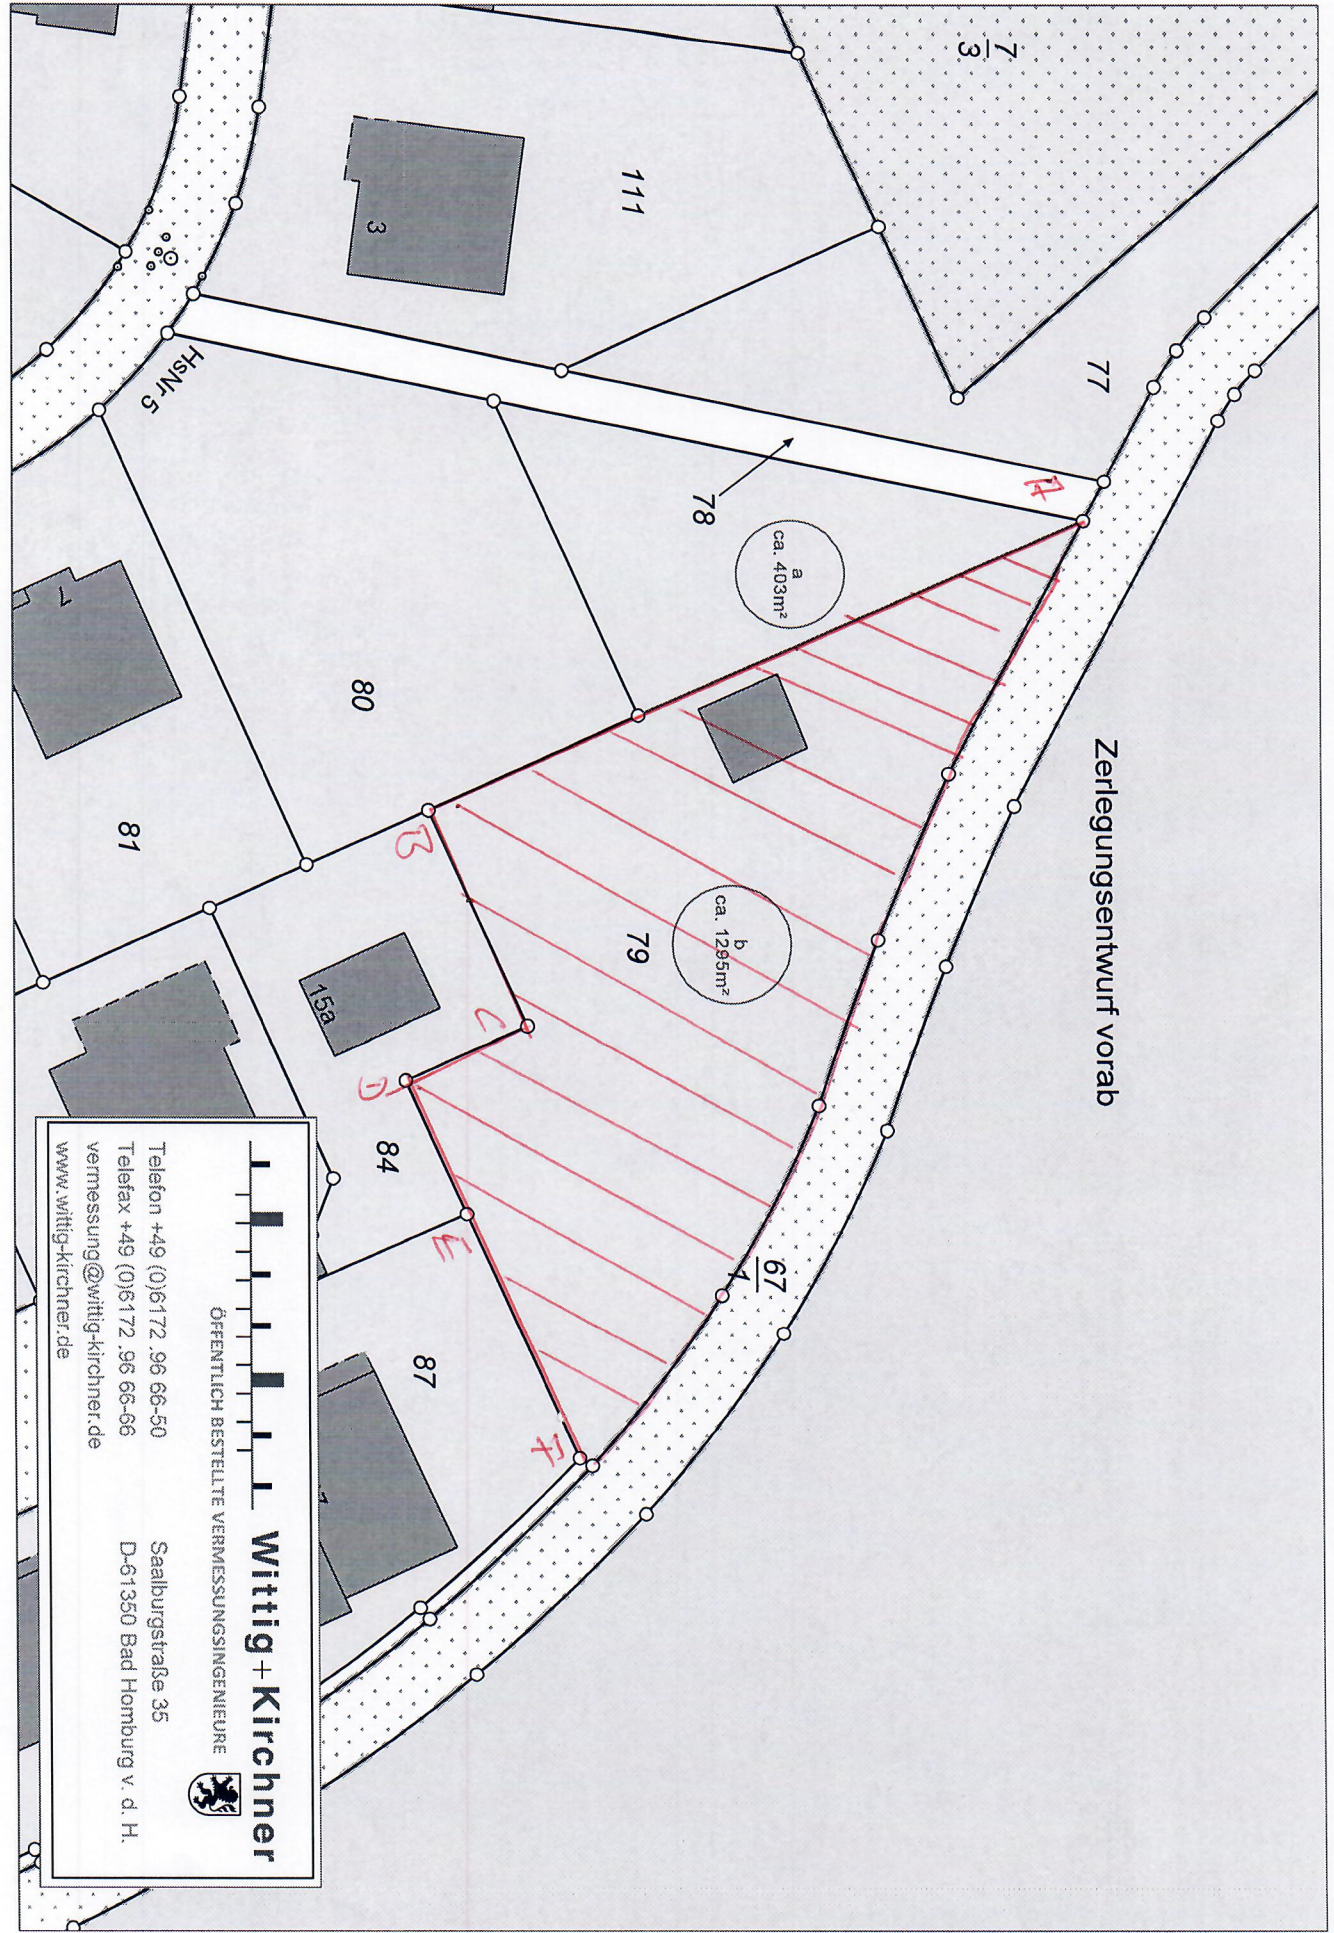 Zerlegungsentwurf vorab
7
3
77
111
3
78
HsNr 5
A
a
ca. 403m²
80
7
81
B
b
ca. 1295m²
79
C
15a
D
84
E
67
1
87
F
Wittig+Kirchner
ÖFFENTLICH BESTELLTE VERMESSUNGSINGENIEURE
Telefon +49 (0)6172 .96 66-50 Saalburgstraße 35
Telefax +49 (0)6172 .96 66-66 D-61350 Bad Homburg v. d. H.
vermessung@wittig-kirchner.de
www.wittig-kirchner.de